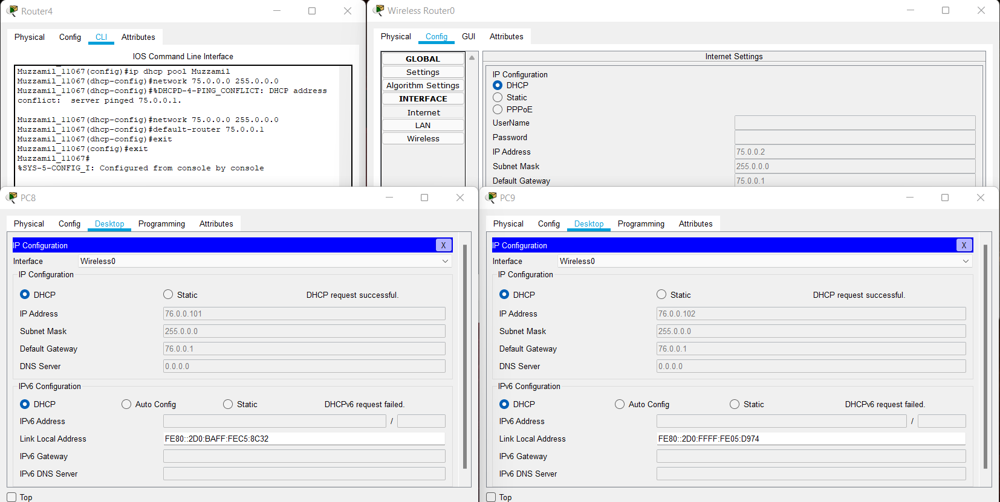 Router4
Physical Config CLI Attributes
IOS Command Line Interface
Muzzamil_11067(config)#ip dhcp pool Muzzamil
Muzzamil_11067(dhcp-config)#network 75.0.0.0 255.0.0.0
Muzzamil_11067(dhcp-config)#%DHCPD-4-PING_CONFLICT: DHCP address
conflict:  server pinged 75.0.0.1.
Muzzamil_11067(dhcp-config)#network 75.0.0.0 255.0.0.0
Muzzamil_11067(dhcp-config)#default-router 75.0.0.1
Muzzamil_11067(dhcp-config)#exit
Muzzamil_11067(config)#exit
Muzzamil_11067#
%SYS-5-CONFIG_I: Configured from console by console
Wireless Router0
Physical Config GUI Attributes
GLOBAL
Settings
Algorithm Settings
INTERFACE
Internet
LAN
Wireless
Internet Settings
IP Configuration
DHCP
Static
PPPoE
UserName
Password
IP Address 75.0.0.2
Subnet Mask 255.0.0.0
Default Gateway 75.0.0.1
PC8
Physical Config Desktop Programming Attributes
IP Configuration X
Interface Wireless0
IP Configuration
DHCP Static DHCP request successful.
IP Address 76.0.0.101
Subnet Mask 255.0.0.0
Default Gateway 76.0.0.1
DNS Server 0.0.0.0
IPv6 Configuration
DHCP Auto Config Static DHCPv6 request failed.
IPv6 Address /
Link Local Address FE80::2D0:BAFF:FEC5:8C32
IPv6 Gateway
IPv6 DNS Server
Top
PC9
Physical Config Desktop Programming Attributes
IP Configuration X
Interface Wireless0
IP Configuration
DHCP Static DHCP request successful.
IP Address 76.0.0.102
Subnet Mask 255.0.0.0
Default Gateway 76.0.0.1
DNS Server 0.0.0.0
IPv6 Configuration
DHCP Auto Config Static DHCPv6 request failed.
IPv6 Address /
Link Local Address FE80::2D0:FFFF:FE05:D974
IPv6 Gateway
IPv6 DNS Server
Top